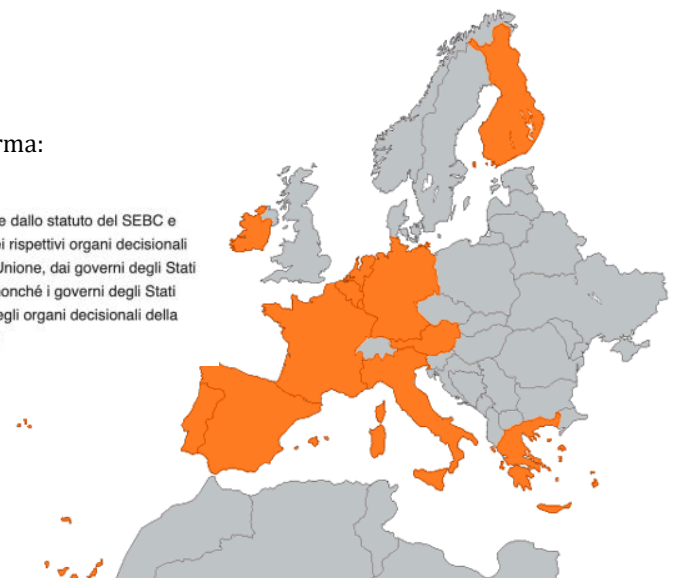 rma:
e dallo statuto del SEBC e
ei rispettivi organi decisionali
Unione, dai governi degli Stati
nonché i governi degli Stati
egli organi decisionali della